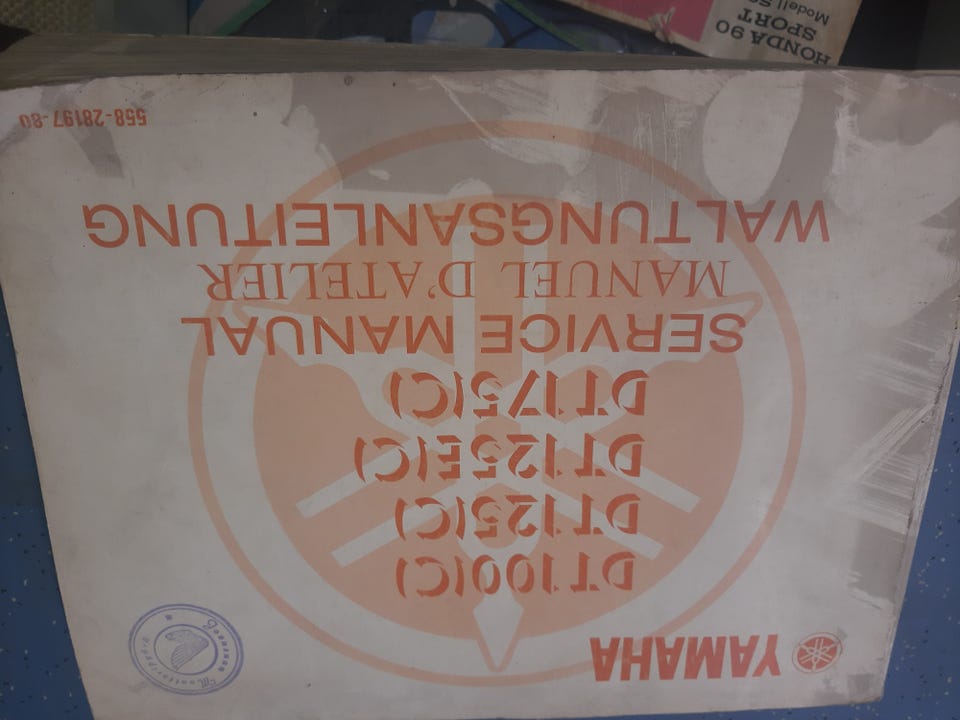 YAMAHA
DT100(C)
DT125(C)
DT125E(C)
DT175(C)
SERVICE MANUAL
MANUEL D'ATELIER
WALTUNGSANLEITUNG
558-28197-80
HONDA 90
SPORT